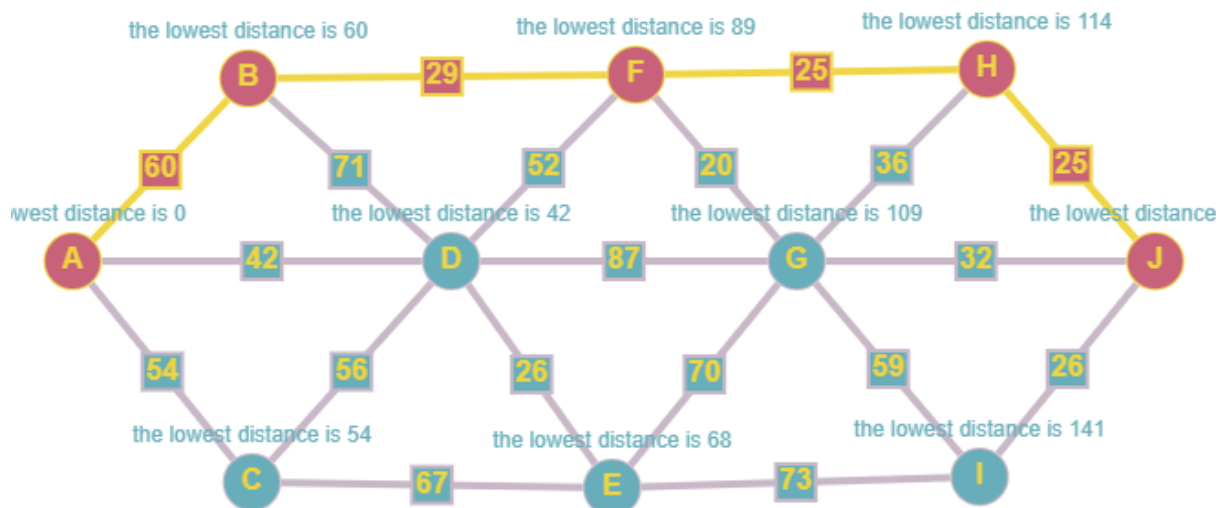 the lowest distance is 60
the lowest distance is 89
the lowest distance is 114
B
29
F
25
H
60
71
52
20
36
25
distance is 0
the lowest distance is 42
the lowest distance is 109
the lowest distance
A
42
D
87
G
32
J
54
56
26
70
59
26
the lowest distance is 54
the lowest distance is 68
the lowest distance is 141
C
67
E
73
I